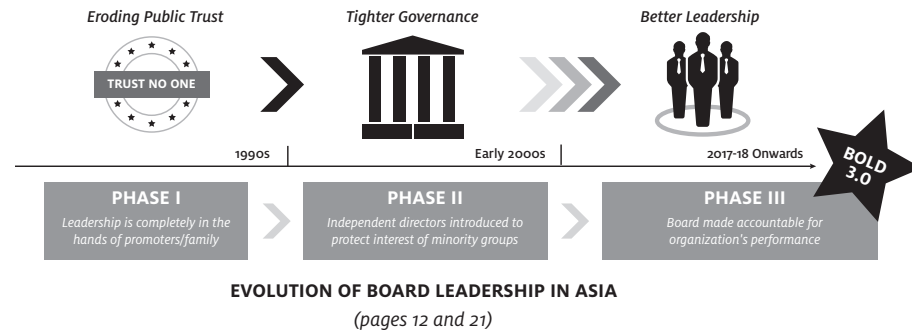 Eroding Public Trust
Tighter Governance
Better Leadership
TRUST NO ONE
1990s
Early 2000s
2017-18 Onwards
BOLD
3.0
PHASE I
Leadership is completely in the
hands of promoters/family
PHASE II
Independent directors introduced to
protect interest of minority groups
PHASE III
Board made accountable for
organization's performance
EVOLUTION OF BOARD LEADERSHIP IN ASIA
(pages 12 and 21)